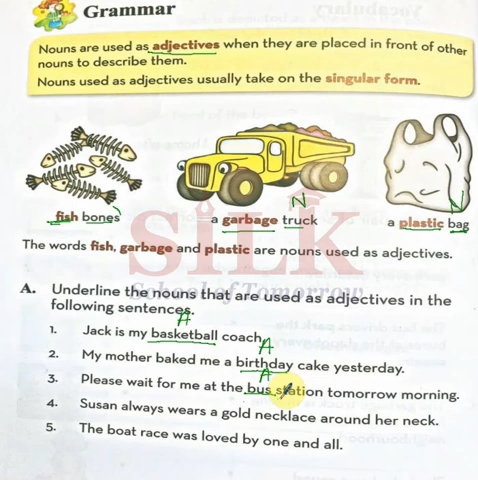 Grammar
Nouns are used as adjectives when they are placed in front of other
nouns to describe them.
Nouns used as adjectives usually take on the singular form.
N
N
fish bones
a garbage truck
a plastic bag
SILK
The words fish, garbage and plastic are nouns used as adjectives.
School of Tomorrow
A. Underline the nouns that are used as adjectives in the
following sentences.
A
1. Jack is my basketball coach.
A
2. My mother baked me a birthday cake yesterday.
A
3. Please wait for me at the bus station tomorrow morning.
4. Susan always wears a gold necklace around her neck.
5. The boat race was loved by one and all.